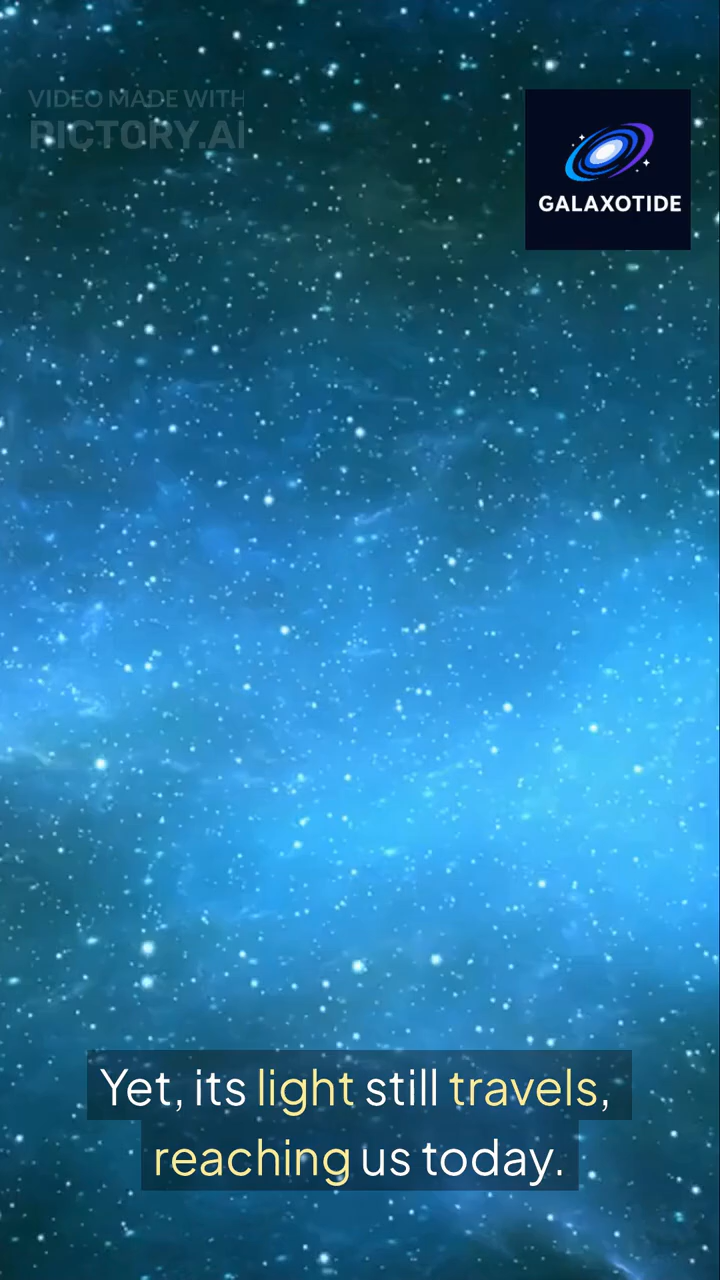 VIDEO MADE WITH
PICTORY.AI
GALAXOTIDE
Yet, its light still travels,
reaching us today.